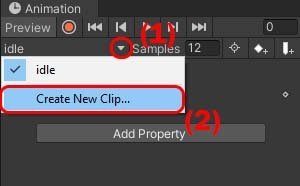 Animation
Preview 0
idle (1) Samples 12
idle
Create New Clip...
(2)
Add Property